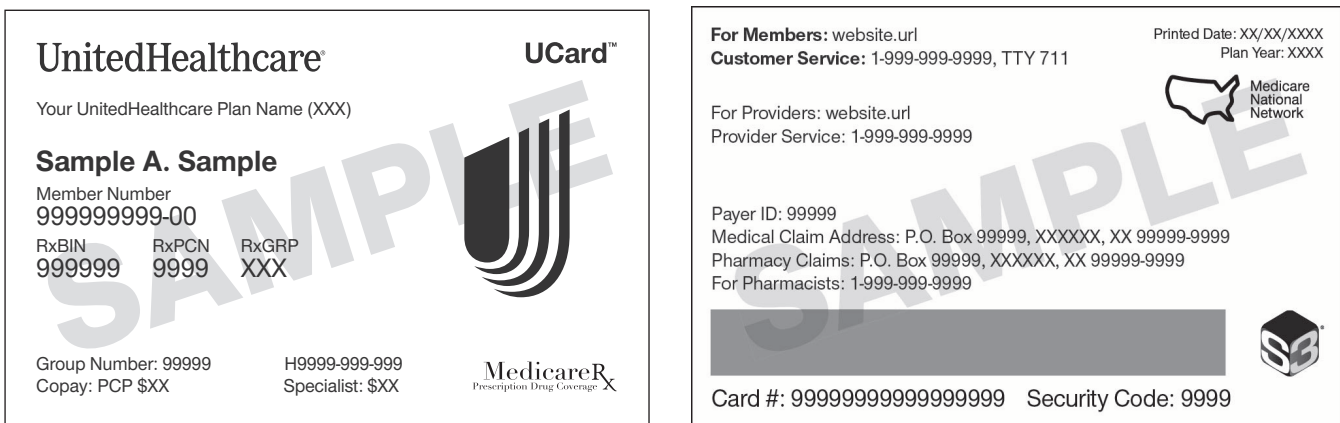 UnitedHealthcare®
UCard™
Your UnitedHealthcare Plan Name (XXX)
Sample A. Sample
Member Number
999999999-00
RxBIN RxPCN RxGRP
999999 9999 XXX
Group Number: 99999 H9999-999-999
Copay: PCP $XX Specialist: $XX
MedicareRx
Prescription Drug Coverage
SAMPLE
For Members: website.url
Customer Service: 1-999-999-9999, TTY 711
Printed Date: XX/XX/XXXX
Plan Year: XXXX
Medicare
National
Network
For Providers: website.url
Provider Service: 1-999-999-9999
Payer ID: 99999
Medical Claim Address: P.O. Box 99999, XXXXXX, XX 99999-9999
Pharmacy Claims: P.O. Box 99999, XXXXXX, XX 99999-9999
For Pharmacists: 1-999-999-9999
S3®
Card #: 99999999999999999 Security Code: 9999
SAMPLE